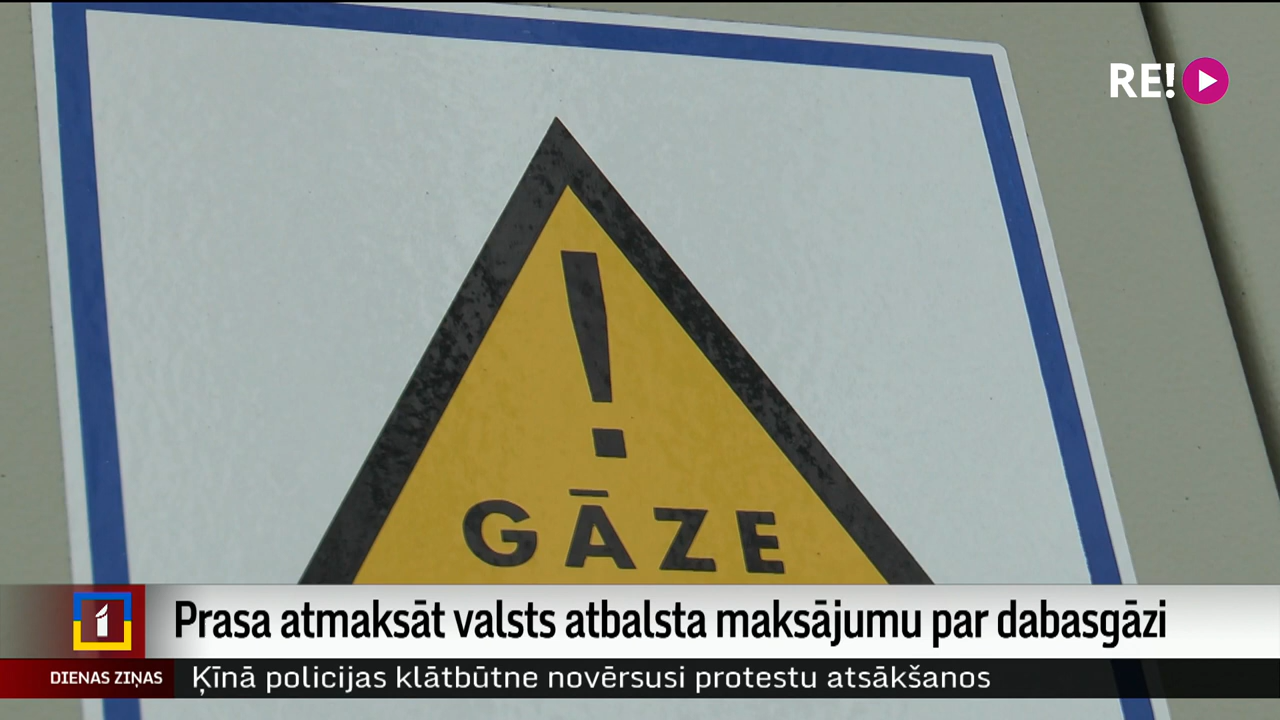 RE!
!
GĀZE
1
Prasa atmaksāt valsts atbalsta maksājumu par dabasgāzi
DIENAS ZIŅAS
Ķīnā policijas klātbūtne novērsusi protestu atsākšanos